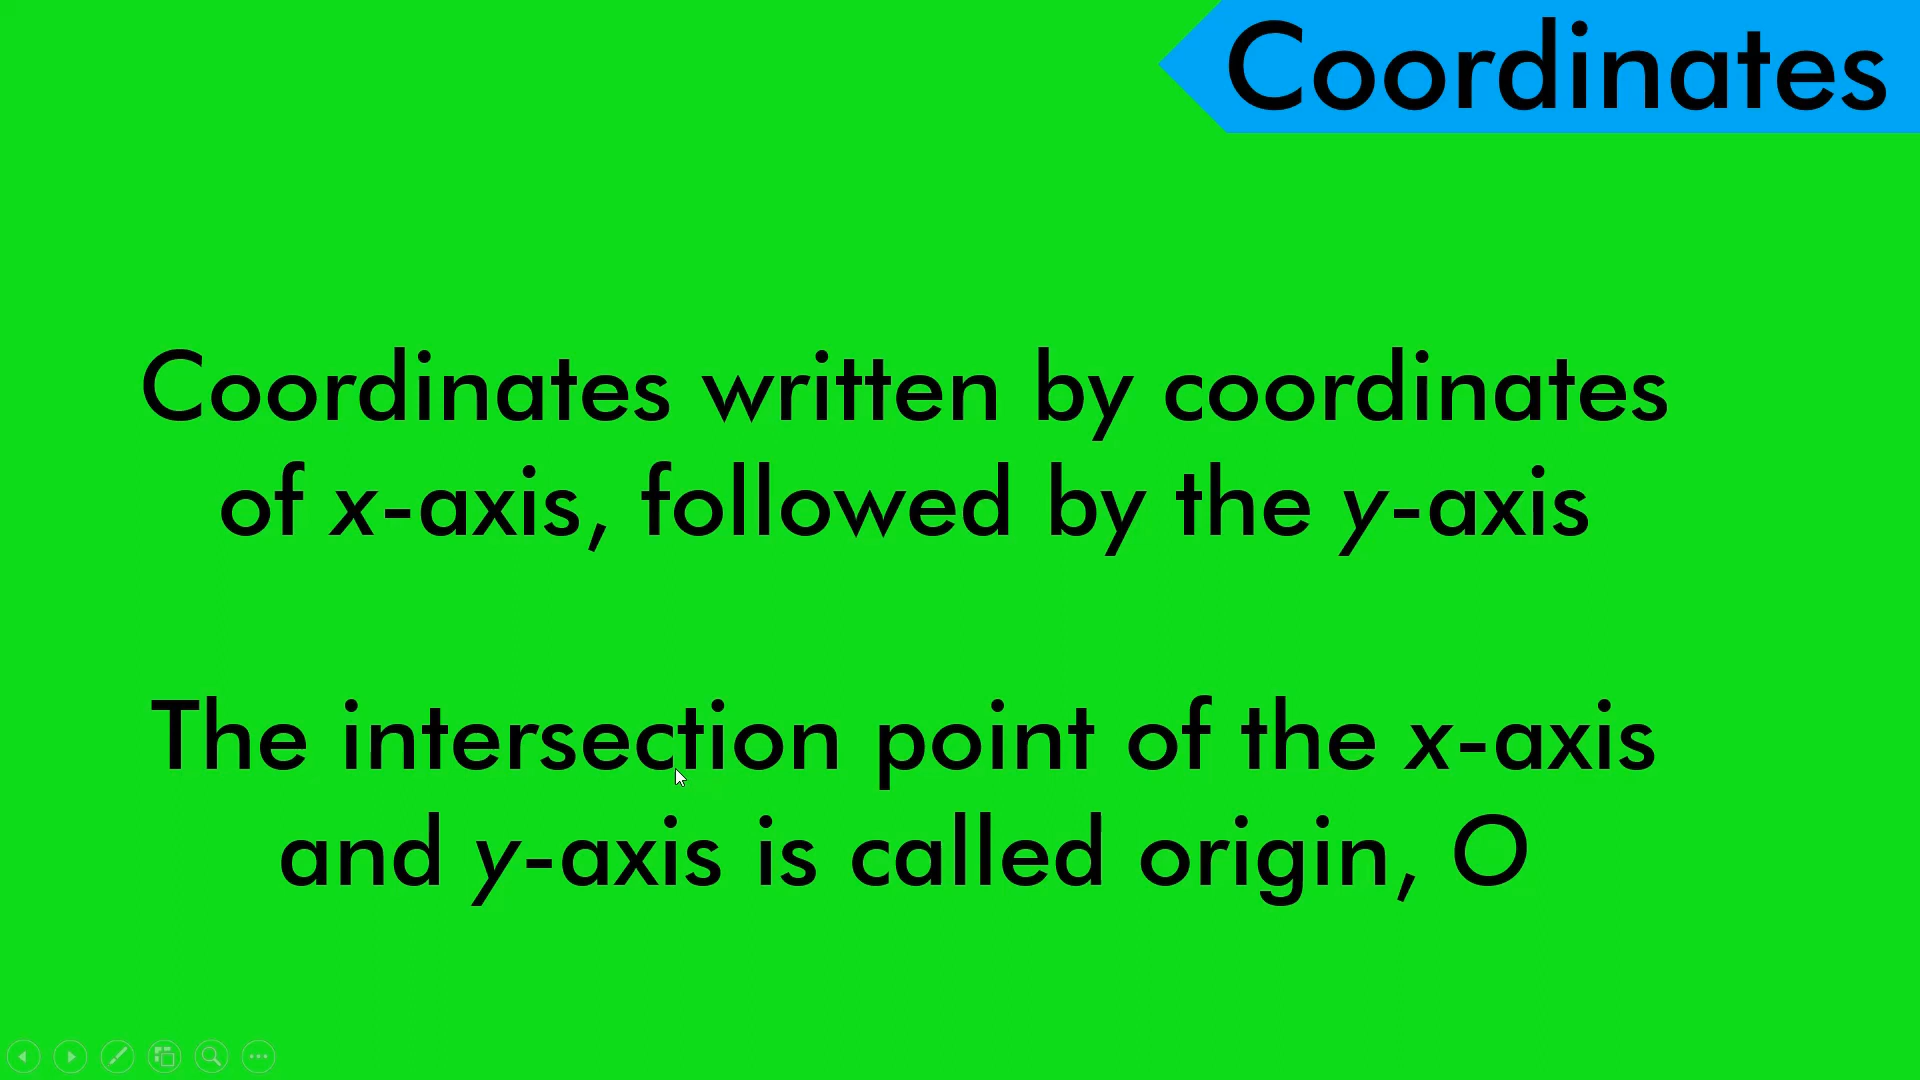 Coordinates
Coordinates written by coordinates
of x-axis, followed by the y-axis
The intersection point of the x-axis
and y-axis is called origin, O